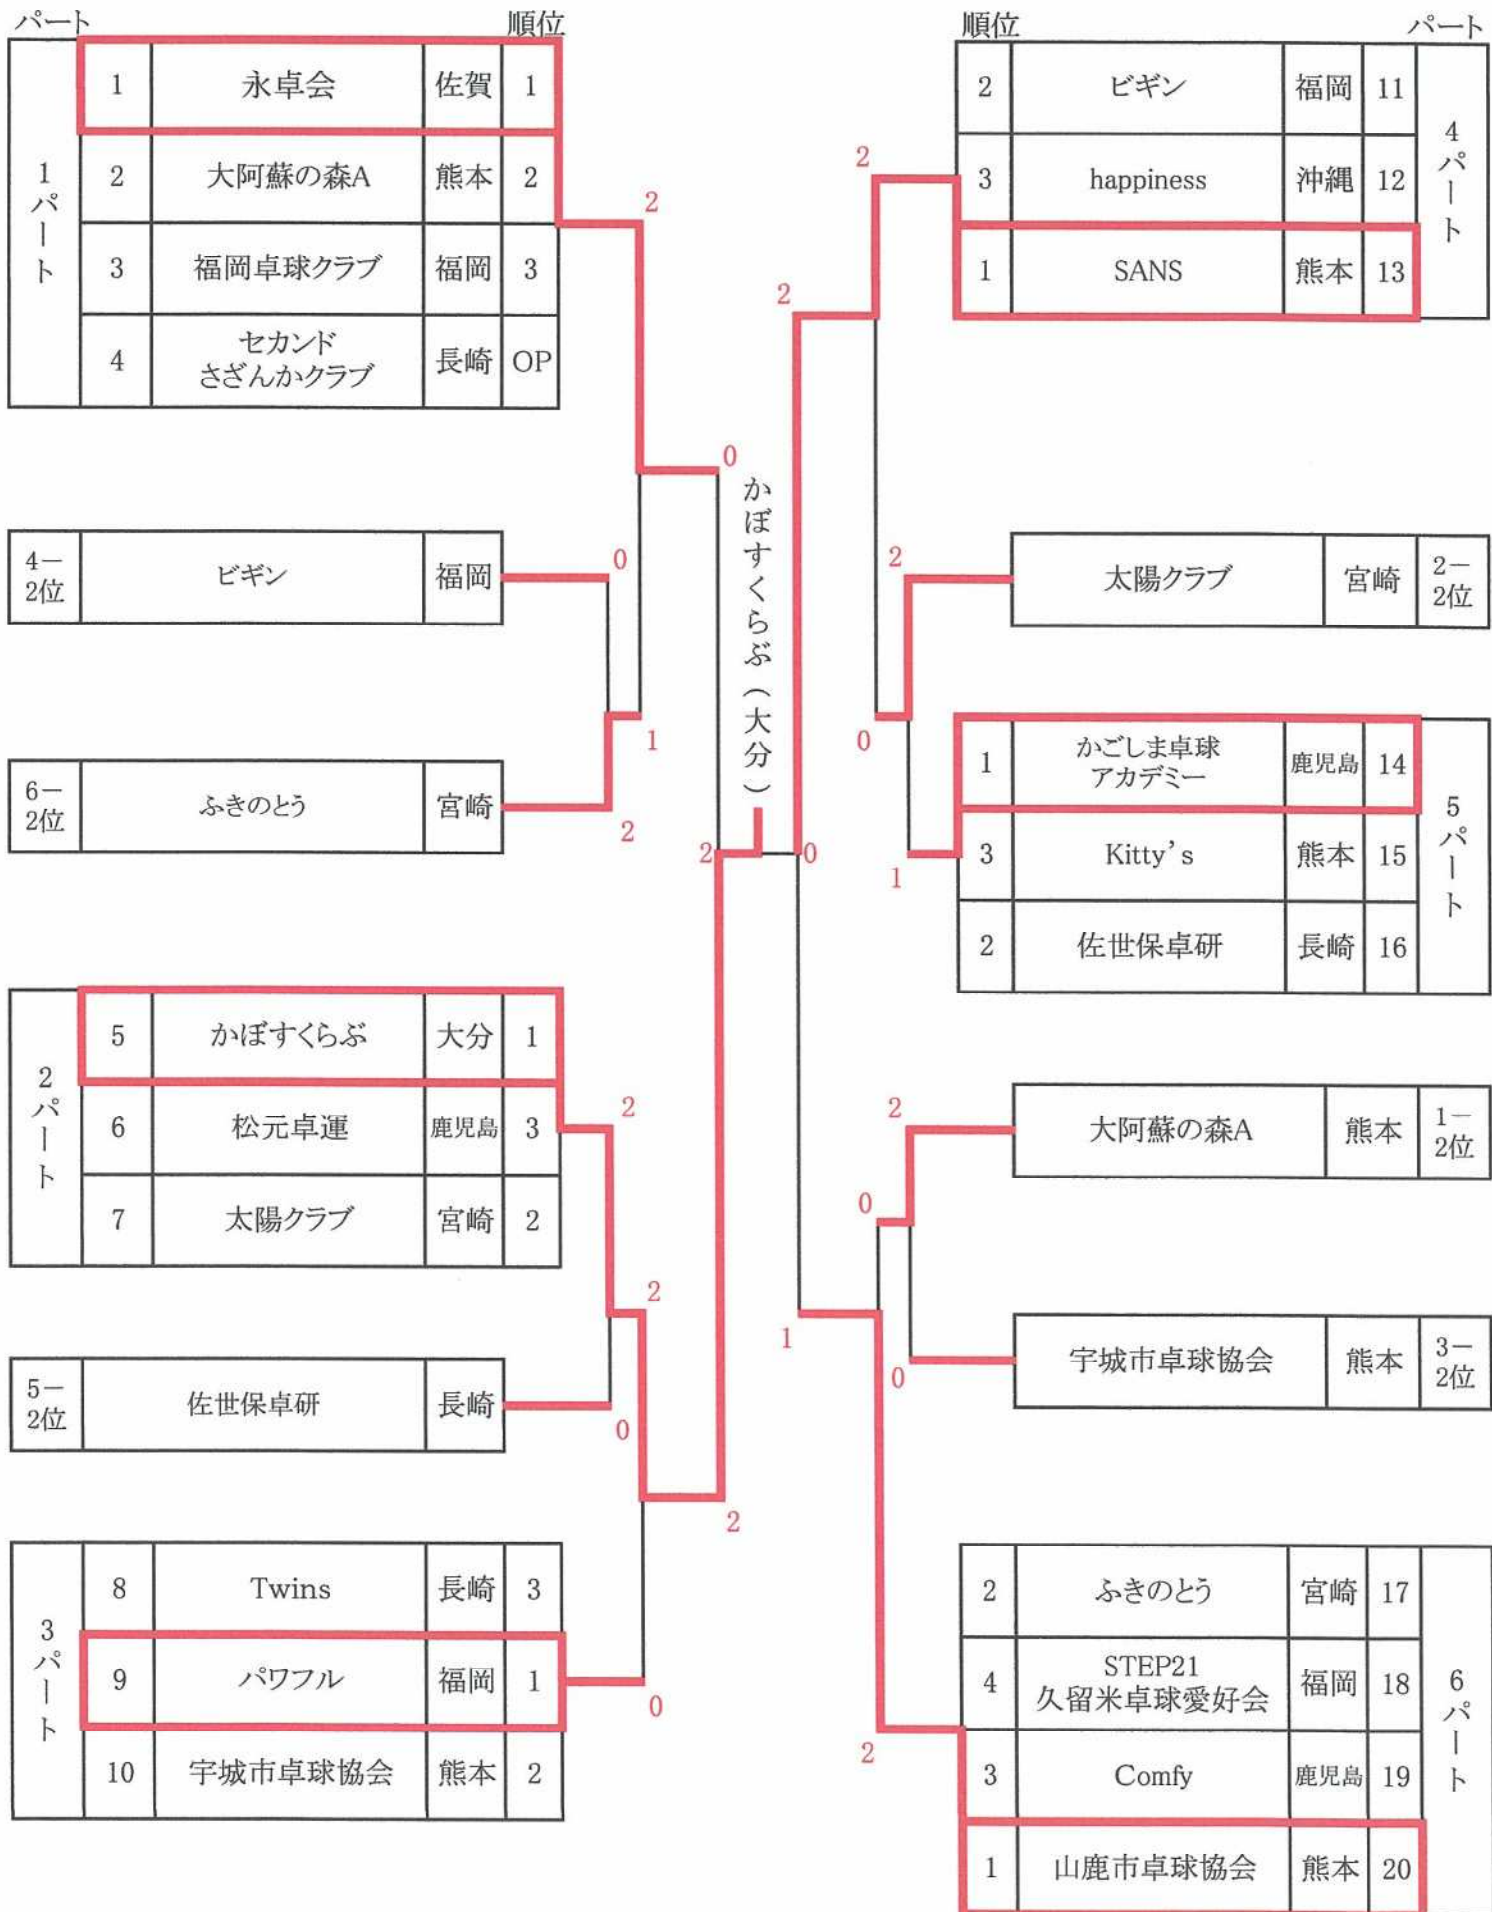 パート 順位
1パート
1 永卓会 佐賀 1
2 大阿蘇の森A 熊本 2
3 福岡卓球クラブ 福岡 3
4 セカンド
さざんかクラブ 長崎 OP
2
0
4－
2位 ビギン 福岡
0
1
6－
2位 ふきのとう 宮崎
2
2パート
5 かぼすくらぶ 大分 1
6 松元卓運 鹿児島 3
7 太陽クラブ 宮崎 2
2
2
5－
2位 佐世保卓研 長崎
0
2
3パート
8 Twins 長崎 3
9 パワフル 福岡 1
10 宇城市卓球協会 熊本 2
0
かぼすくらぶ（大分）
2 0
順位 パート
4パート
2 ビギン 福岡 11
3 happiness 沖縄 12
1 SANS 熊本 13
2
2
太陽クラブ 宮崎 2－
2位
2
0
5パート
1 かごしま卓球
アカデミー 鹿児島 14
3 Kitty’s 熊本 15
2 佐世保卓研 長崎 16
1
大阿蘇の森A 熊本 1－
2位
2
0
1
宇城市卓球協会 熊本 3－
2位
0
6パート
2 ふきのとう 宮崎 17
4 STEP21
久留米卓球愛好会 福岡 18
3 Comfy 鹿児島 19
1 山鹿市卓球協会 熊本 20
2